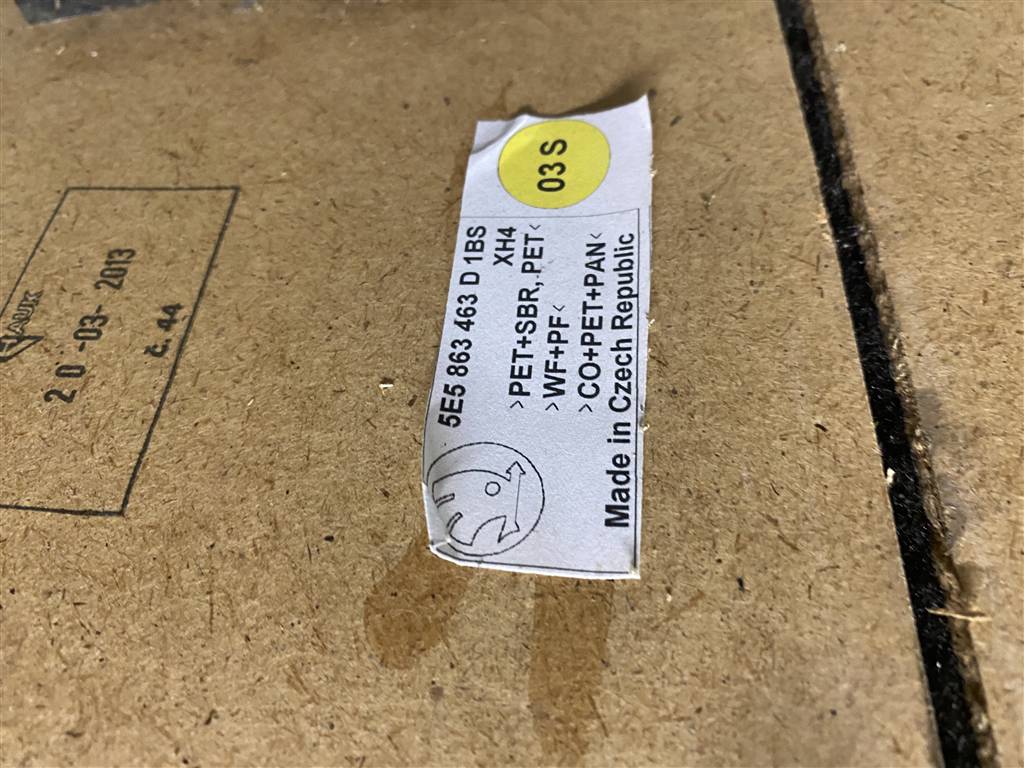 03 S
5E5 863 463 D 1BS
XH4
>PET+SBR, PET<
>WF+PF<
>CO+PET+PAN<
Made in Czech Republic
20 -03- 2013
č. 44